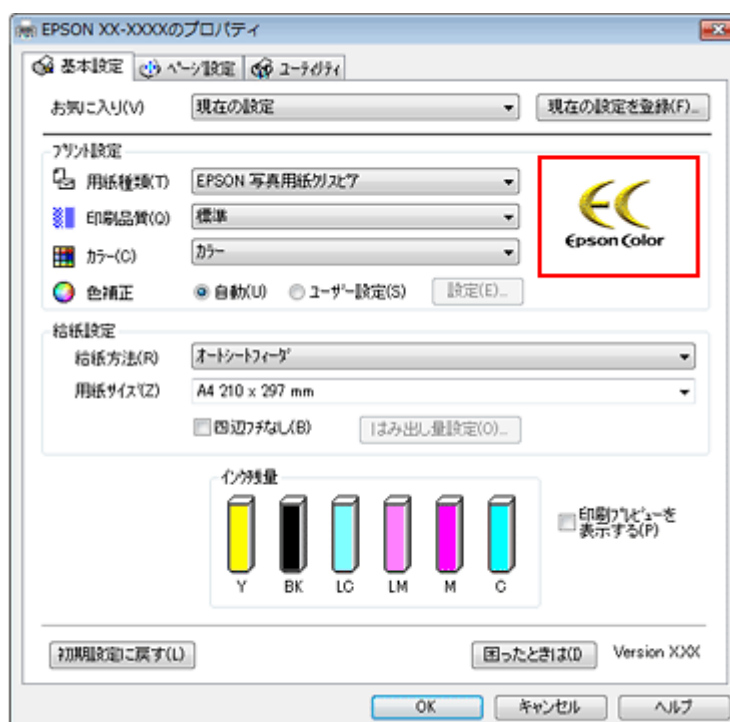 EPSON XX-XXXXのプロパティ
基本設定 ページ設定 ユーティリティ
お気に入り(V) 現在の設定 現在の設定を登録(F)...
プリント設定
用紙種類(T) EPSON 写真用紙クリスピア
印刷品質(Q) 標準
カラー(C) カラー
色補正 自動(U) ユーザー設定(S) 設定(E)...
EC
Epson Color
給紙設定
給紙方法(R) オートシートフィーダ
用紙サイズ(Z) A4 210 x 297 mm
四辺フチなし(B) はみ出し量設定(O)...
インク残量
Y BK LC LM M C
印刷プレビューを
表示する(P)
初期設定に戻す(L) 困ったときは(I) Version X.XX
OK キャンセル ヘルプ